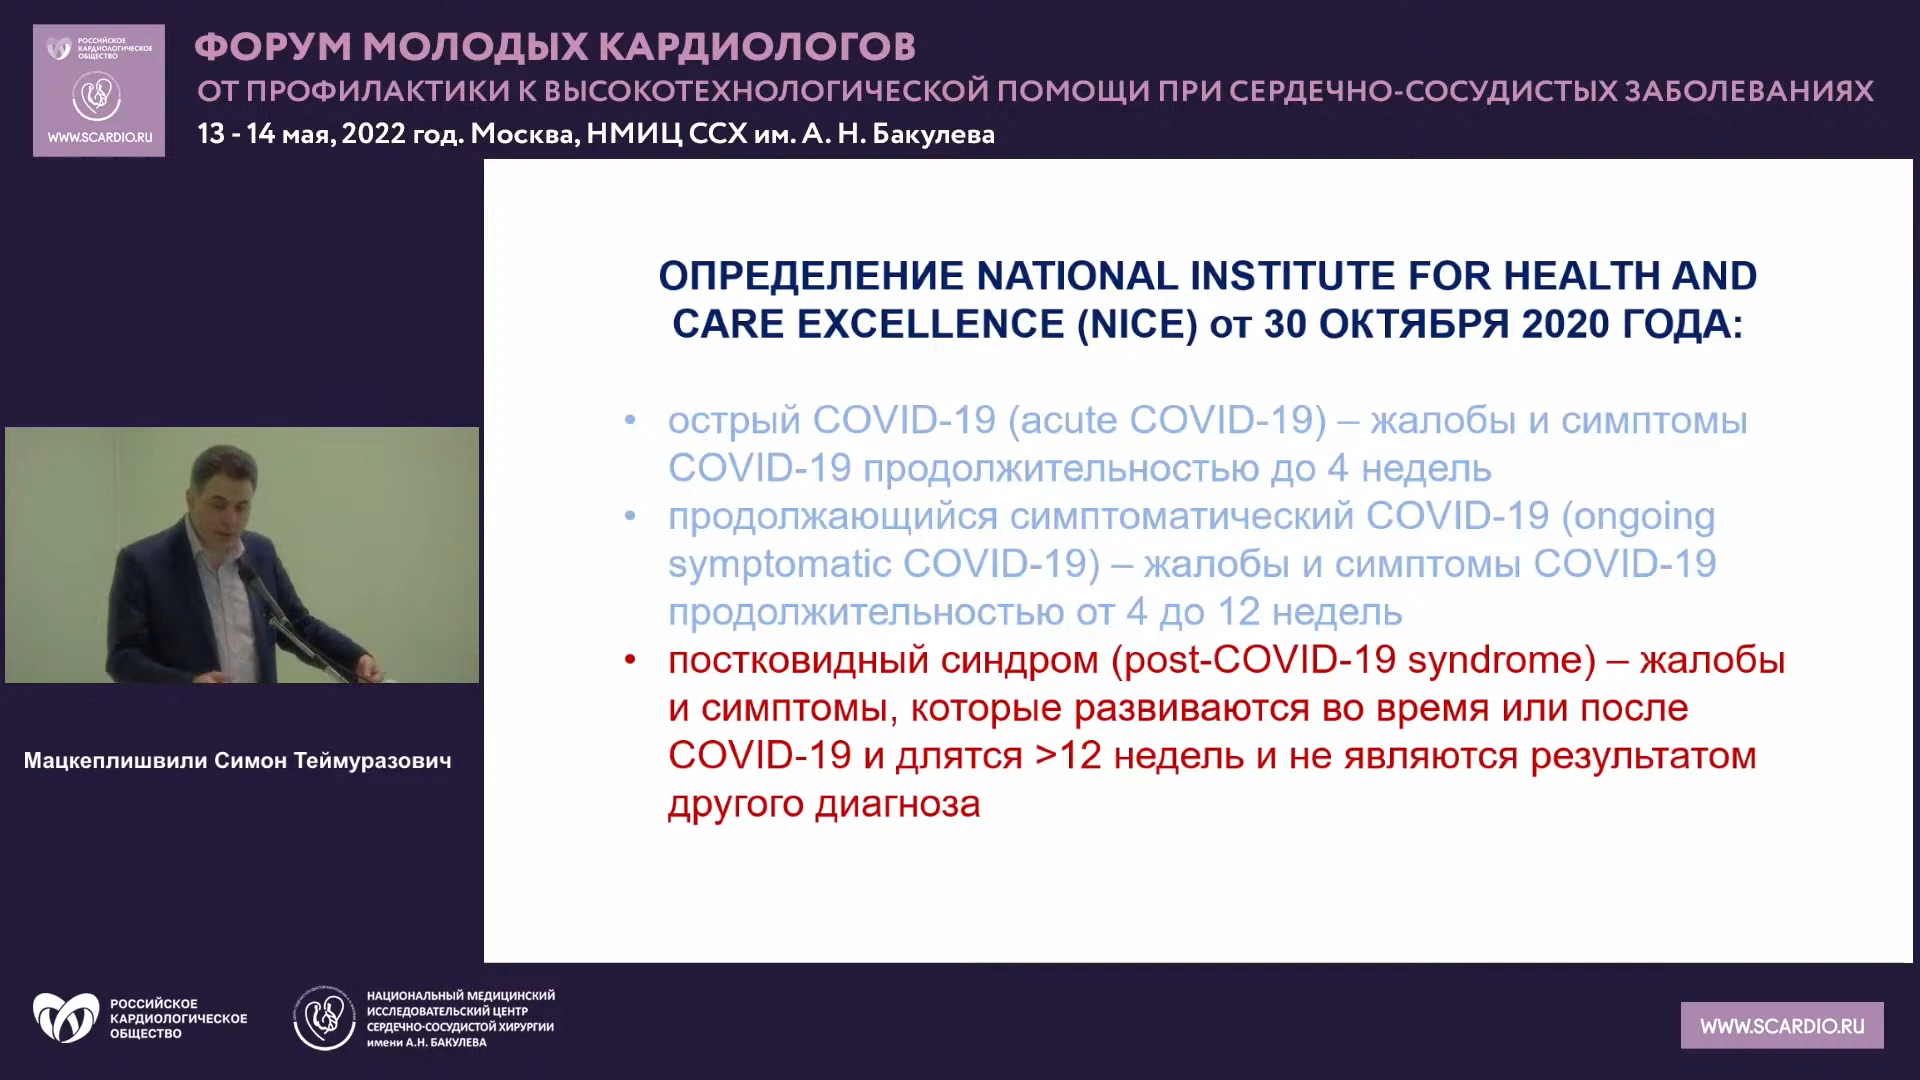 РОССИЙСКОЕ
КАРДИОЛОГИЧЕСКОЕ
ОБЩЕСТВО
WWW.SCARDIO.RU
ФОРУМ МОЛОДЫХ КАРДИОЛОГОВ
ОТ ПРОФИЛАКТИКИ К ВЫСОКОТЕХНОЛОГИЧЕСКОЙ ПОМОЩИ ПРИ СЕРДЕЧНО-СОСУДИСТЫХ ЗАБОЛЕВАНИЯХ
13 - 14 мая, 2022 год. Москва, НМИЦ ССХ им. А. Н. Бакулева
ОПРЕДЕЛЕНИЕ NATIONAL INSTITUTE FOR HEALTH AND
CARE EXCELLENCE (NICE) от 30 ОКТЯБРЯ 2020 ГОДА:
• острый COVID-19 (acute COVID-19) – жалобы и симптомы
COVID-19 продолжительностью до 4 недель
• продолжающийся симптоматический COVID-19 (ongoing
symptomatic COVID-19) – жалобы и симптомы COVID-19
продолжительностью от 4 до 12 недель
• постковидный синдром (post-COVID-19 syndrome) – жалобы
и симптомы, которые развиваются во время или после
COVID-19 и длятся >12 недель и не являются результатом
другого диагноза
Мацкеплишвили Симон Теймуразович
РОССИЙСКОЕ
КАРДИОЛОГИЧЕСКОЕ
ОБЩЕСТВО
НАЦИОНАЛЬНЫЙ МЕДИЦИНСКИЙ
ИССЛЕДОВАТЕЛЬСКИЙ ЦЕНТР
СЕРДЕЧНО-СОСУДИСТОЙ ХИРУРГИИ
имени А.Н. БАКУЛЕВА
WWW.SCARDIO.RU